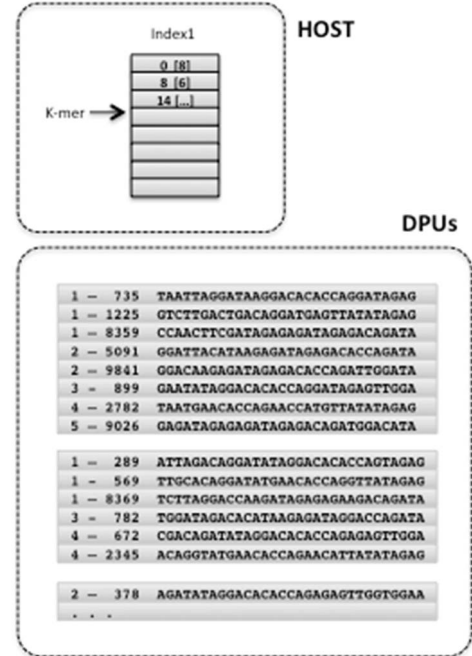 HOST
Index1
0 [8]
8 [6]
14 […]
K-mer
DPUs
1 – 735 TAATTAGGATAAGGACACACCAGGATAGAG
1 – 1225 GTCTTGACTGACAGGATGAGTTATATAGAG
1 – 8359 CCAACTTCGATAGAGAGATAGAGACAGATA
2 – 5091 GGATTACATAAGAGATAGAGACACCAGATA
2 – 9841 GGACAAGAGATAGAGACACCAGATTGGATA
3 - 899 GAATATAGGACACACCAGGATAGAGTTGGA
4 – 2782 TAATGAACACCAGAACCATGTTATATAGAG
5 – 9026 GAGATAGAGAGATAGAGACAGATGGACATA
1 – 289 ATTAGACAGGATATAGGACACACCAGTAGAG
1 - 569 TTGCACAGGATATGAACACCAGGTTATAGAG
1 - 8369 TCTTAGGACCAAGATAGAGAGAAGACAGATA
3 - 782 TGGATAGACACATAAGAGATAGGACCAGATA
4 – 672 CGACAGATATAGGACACACCAGAGAGTTGGA
4 – 2345 ACAGGTATGAACACCAGAACATTATATAGAG
2 – 378 AGATATAGGACACACCAGAGAGTTGGTGGAA
. . .